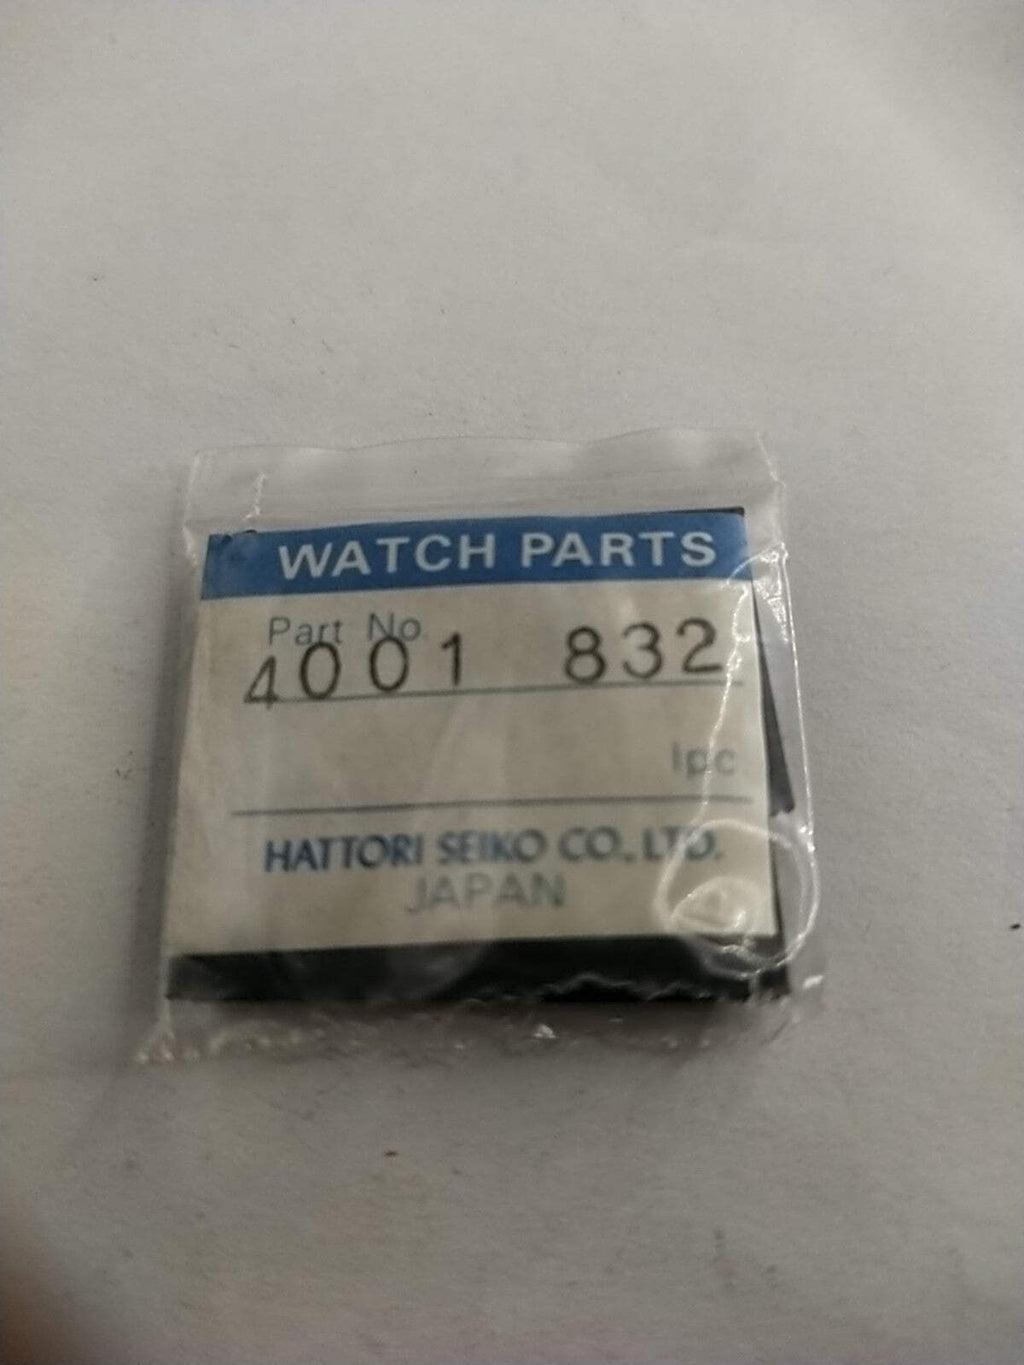 WATCH PARTS
Part No.
4001 832
1pc
HATTORI SEIKO CO., LTD.
JAPAN